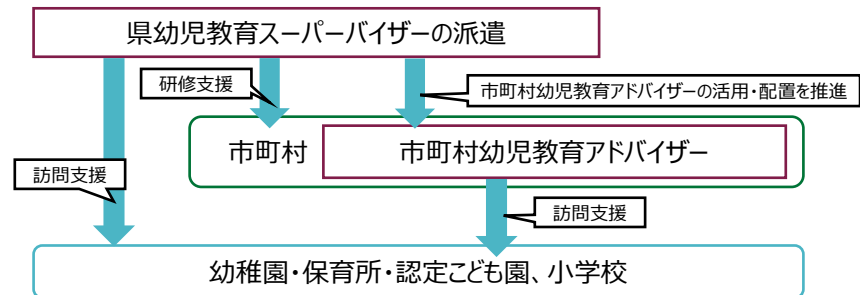 県幼児教育スーパーバイザーの派遣
研修支援
市町村幼児教育アドバイザーの活用・配置を推進
市町村
市町村幼児教育アドバイザー
訪問支援
訪問支援
幼稚園・保育所・認定こども園、小学校